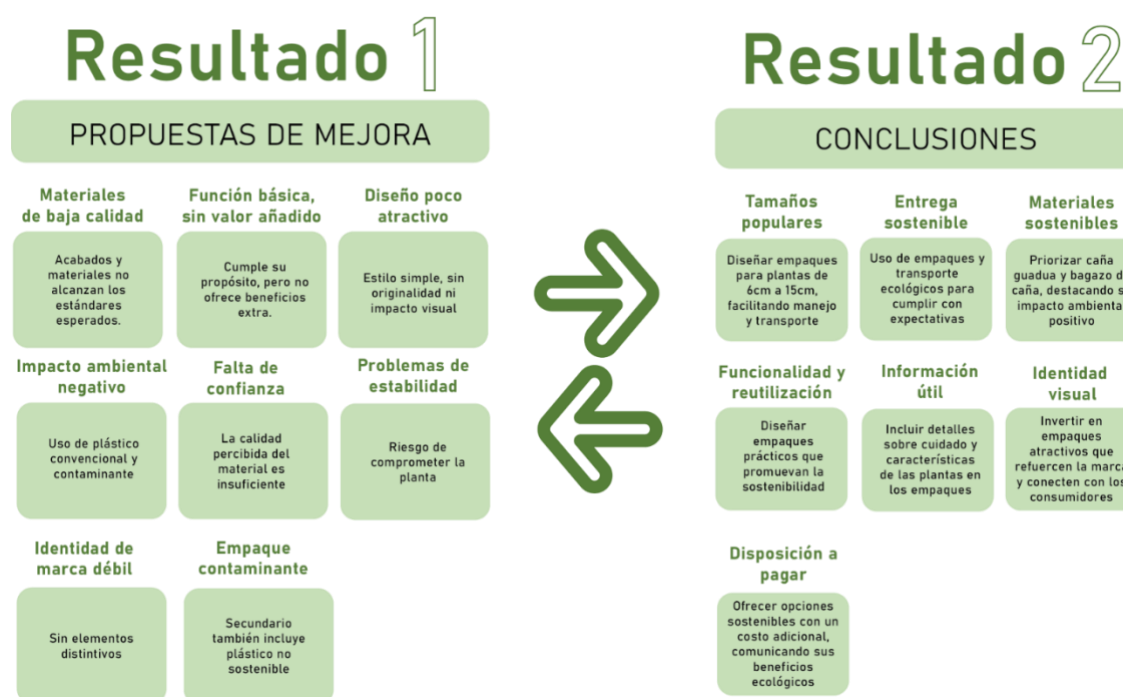 Resultado 1
PROPUESTAS DE MEJORA
Materiales
de baja calidad
Acabados y
materiales no
alcanzan los
estándares
esperados.
Función básica,
sin valor añadido
Cumple su
propósito, pero no
ofrece beneficios
extra.
Diseño poco
atractivo
Estilo simple, sin
originalidad ni
impacto visual
Impacto ambiental
negativo
Uso de plástico
convencional y
contaminante
Falta de
confianza
La calidad
percibida del
material es
insuficiente
Problemas de
estabilidad
Riesgo de
comprometer la
planta
Identidad de
marca débil
Sin elementos
distintivos
Empaque
contaminante
Secundario
también incluye
plástico no
sostenible
Resultado 2
CONCLUSIONES
Tamaños
populares
Diseñar empaques
para plantas de
6cm a 15cm,
facilitando manejo
y transporte
Entrega
sostenible
Uso de empaques y
transporte
ecológicos para
cumplir con
expectativas
Materiales
sostenibles
Priorizar caña
guadua y bagazo d
caña, destacando s
impacto ambienta
positivo
Funcionalidad y
reutilización
Diseñar
empaques
prácticos que
promuevan la
sostenibilidad
Información
útil
Incluir detalles
sobre cuidado y
características
de las plantas en
los empaques
Identidad
visual
Invertir en
empaques
atractivos que
refuercen la marca
y conecten con los
consumidores
Disposición a
pagar
Ofrecer opciones
sostenibles con un
costo adicional,
comunicando sus
beneficios
ecológicos